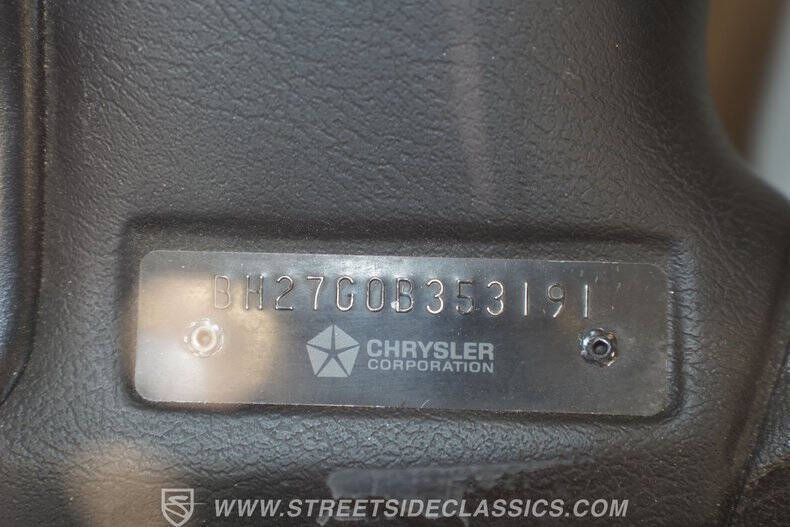 BH27G0B353191
CHRYSLER
CORPORATION
WWW.STREETSIDECLASSICS.COM